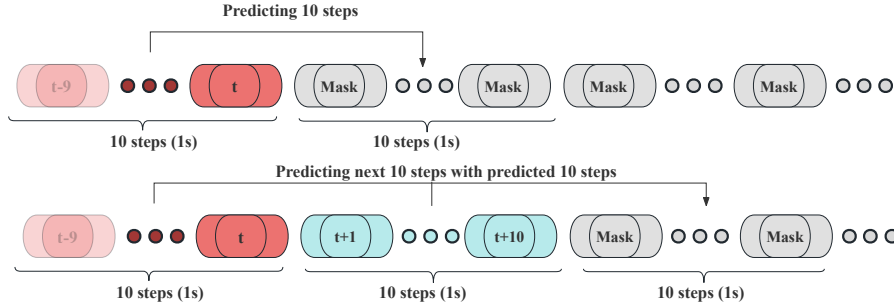 Predicting 10 steps
t-9 t Mask Mask Mask Mask
10 steps (1s) 10 steps (1s)
Predicting next 10 steps with predicted 10 steps
t-9 t t+1 t+10 Mask Mask
10 steps (1s) 10 steps (1s) 10 steps (1s)